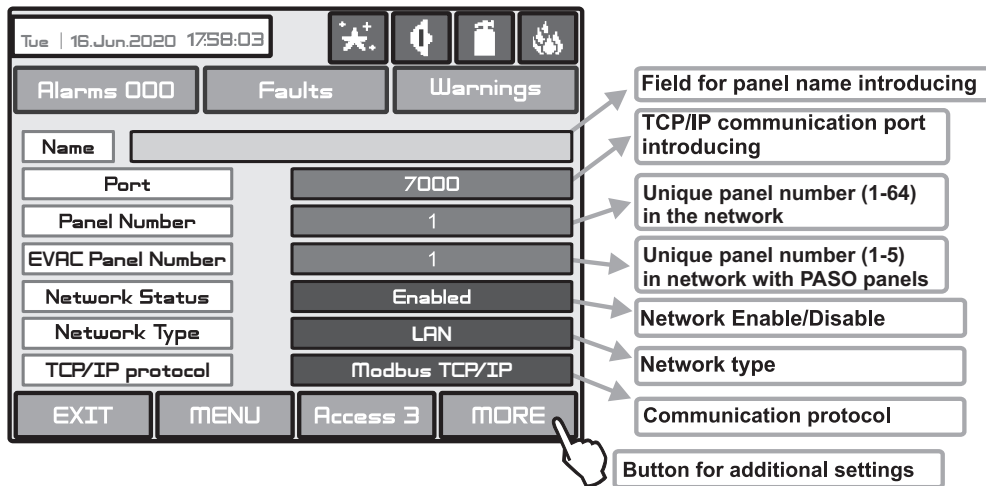 Tue | 16.Jun.2020 17:58:03
Alarms 000 Faults Warnings
Name
Port 7000
Panel Number 1
EVAC Panel Number 1
Network Status Enabled
Network Type LAN
TCP/IP protocol Modbus TCP/IP
EXIT MENU Access 3 MORE
Field for panel name introducing
TCP/IP communication port
introducing
Unique panel number (1-64)
in the network
Unique panel number (1-5)
in network with PASO panels
Network Enable/Disable
Network type
Communication protocol
Button for additional settings